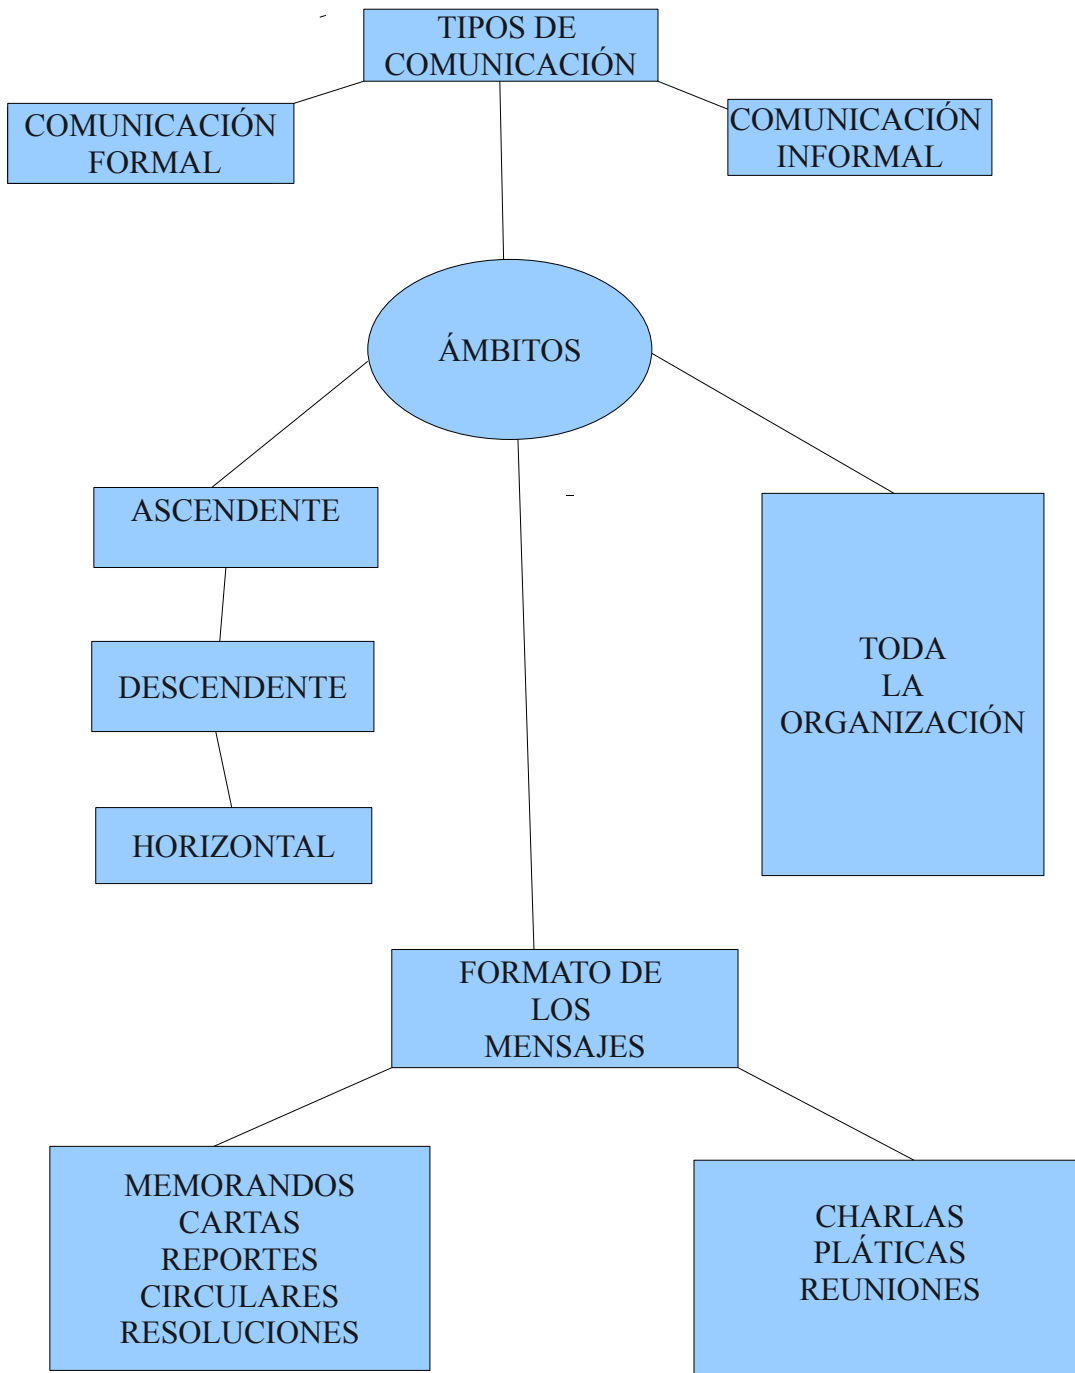 TIPOS DE
COMUNICACIÓN
COMUNICACIÓN
FORMAL
COMUNICACIÓN
INFORMAL
ÁMBITOS
ASCENDENTE
DESCENDENTE
HORIZONTAL
TODA
LA
ORGANIZACIÓN
FORMATO DE
LOS
MENSAJES
MEMORANDOS
CARTAS
REPORTES
CIRCULARES
RESOLUCIONES
CHARLAS
PLÁTICAS
REUNIONES